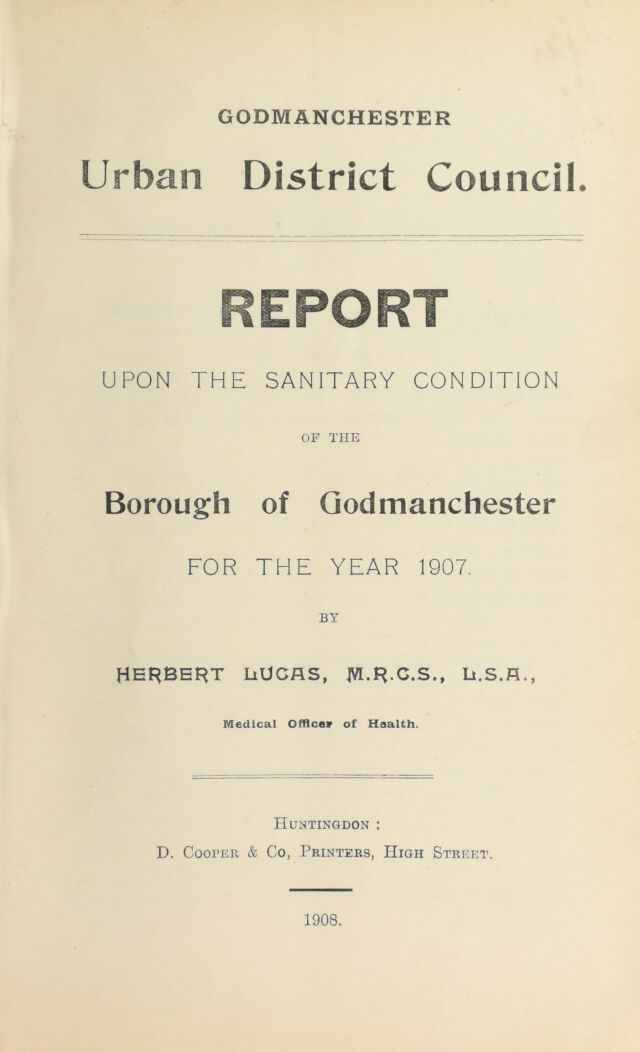 GODMANCHESTER
Urban District Council.
REPORT
UPON THE SANITARY CONDITION
OF THE
Borough of Godmanchester
FOR THE YEAR 1907.
BY
HERBERT LUCAS, M.R.C.S., L.S.A.,
Medical Officer of Health.
HUNTINGDON :
D. COOPER & CO, PRINTERS, HIGH STREET.
1908.